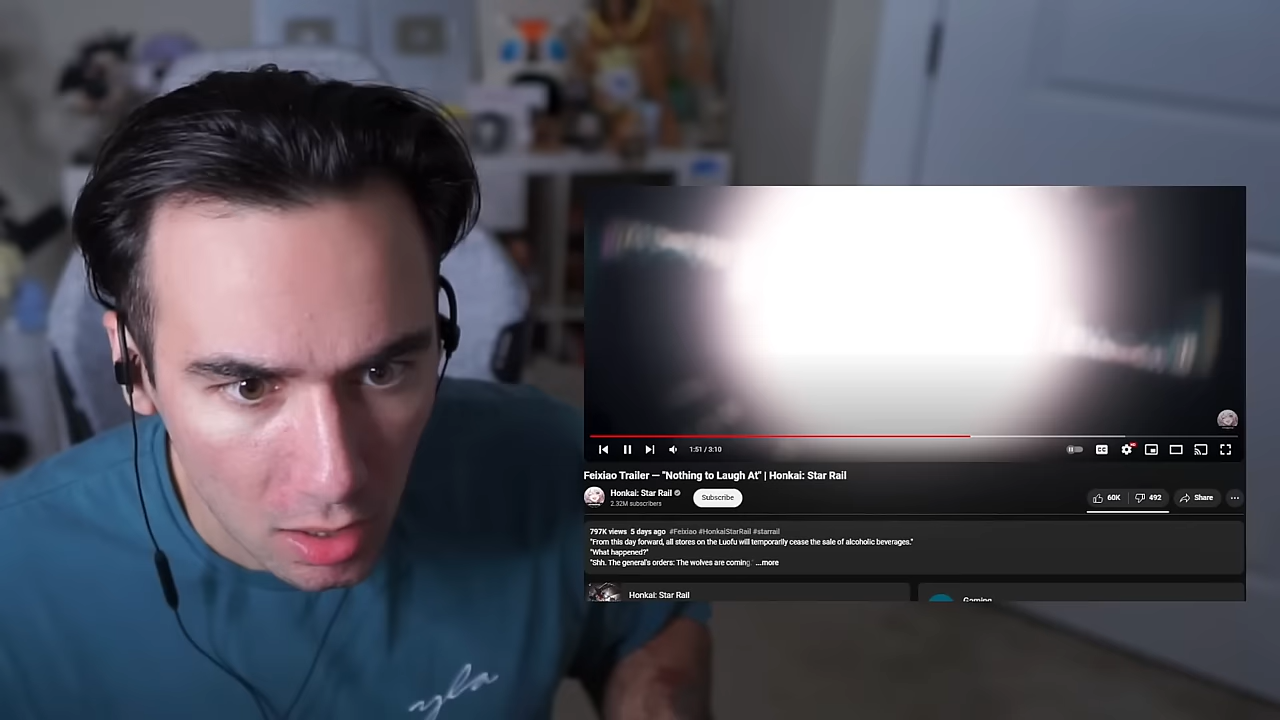 1:51 / 3:10
Feixiao Trailer — "Nothing to Laugh At" | Honkai: Star Rail
Honkai: Star Rail
2.32M subscribers
Subscribe
60K
492
Share
797K views 5 days ago #Feixiao #HonkaiStarRail #starrail
"From this day forward, all stores on the Luofu will temporarily cease the sale of alcoholic beverages."
"What happened?"
"Shh. The general's orders: The wolves are coming. ...more
Honkai: Star Rail
Gaming